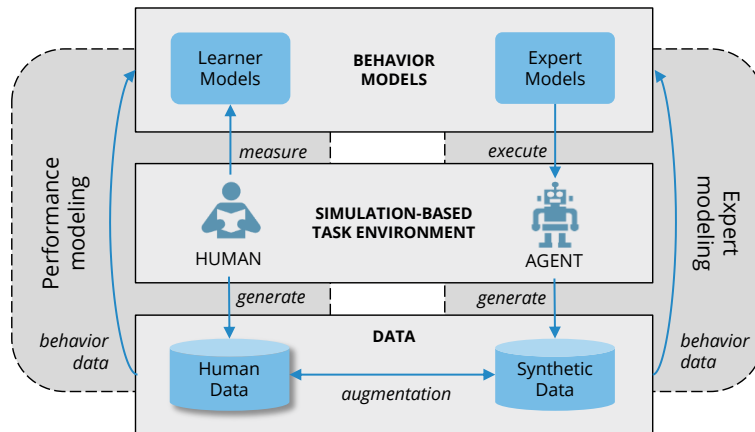 Learner
Models
BEHAVIOR
MODELS
Expert
Models
measure
execute
Performance
modeling
SIMULATION-BASED
TASK ENVIRONMENT
Expert
modeling
HUMAN
AGENT
generate
generate
behavior
data
DATA
behavior
data
Human
Data
augmentation
Synthetic
Data